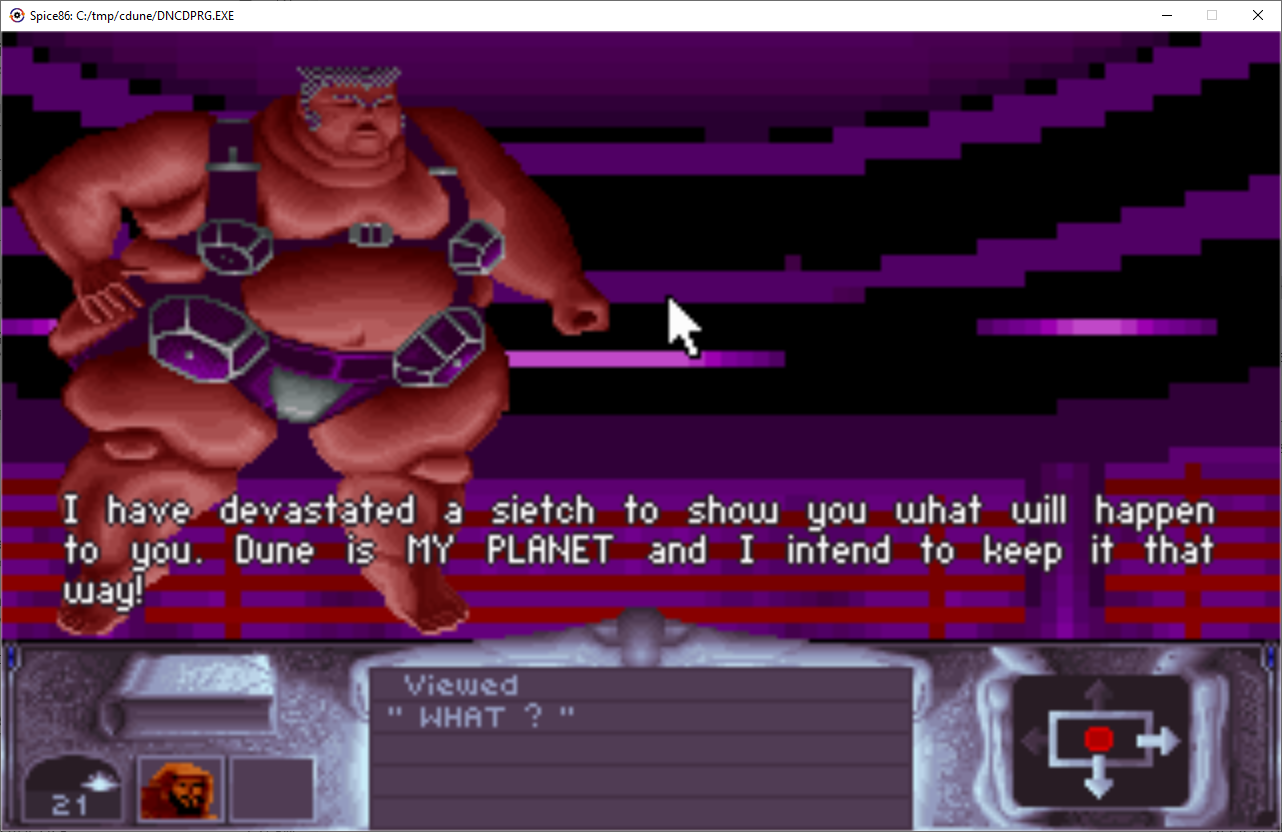 Spice86: C:/tmp/cdune/DNCDPRG.EXE
I have devastated a sietch to show you what will happen
to you. Dune is MY PLANET and I intend to keep it that
way!
Viewed
" WHAT ? "
21